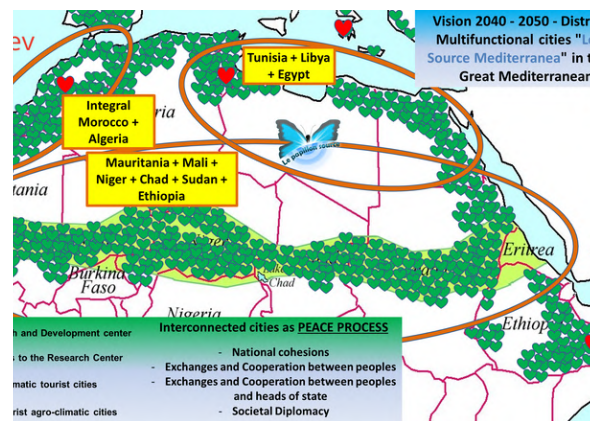 ev
Vision 2040 - 2050 - Distr
Multifunctional cities "L
Source Mediterranea" in t
Great Mediterranean
Tunisia + Libya
+ Egypt
Integral
Morocco +
Algeria
ria
Mauritania + Mali +
Niger + Chad + Sudan +
Ethiopia
Le papillon source
tania
Eritrea
Burkina
Faso
Chad
Nigeria
Ethiop
h and Development center
s to the Research Center
matic tourist cities
rist agro-climatic cities
Interconnected cities as PEACE PROCESS
- National cohesions
- Exchanges and Cooperation between peoples
- Exchanges and Cooperation between peoples
and heads of state
- Societal Diplomacy